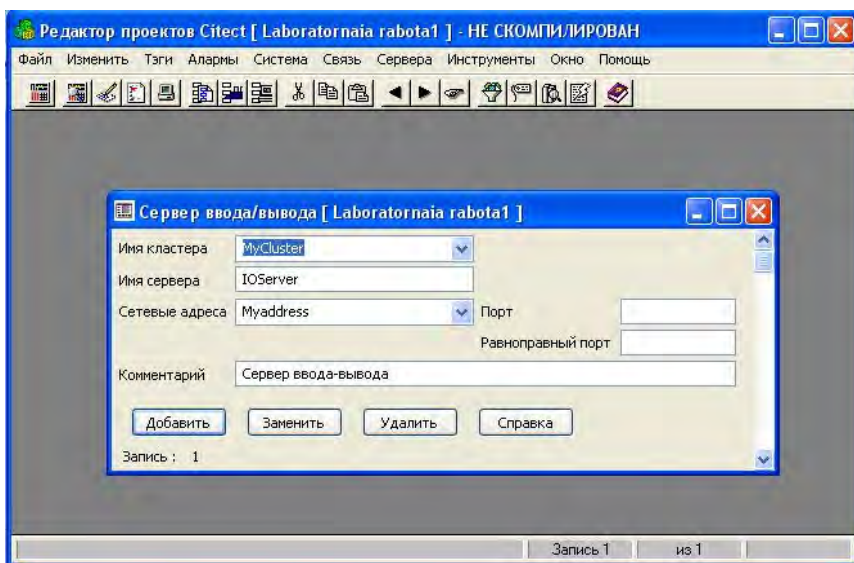 Редактор проектов Citect [ Laboratornaia rabota1 ] - НЕ СКОМПИЛИРОВАН
Файл Изменить Тэги Алармы Система Связь Сервера Инструменты Окно Помощь
Сервер ввода/вывода [ Laboratornaia rabota1 ]
Имя кластера MyCluster
Имя сервера IOServer
Сетевые адреса Myaddress Порт
Равноправный порт
Комментарий Сервер ввода-вывода
Добавить Заменить Удалить Справка
Запись : 1
Запись 1 из 1